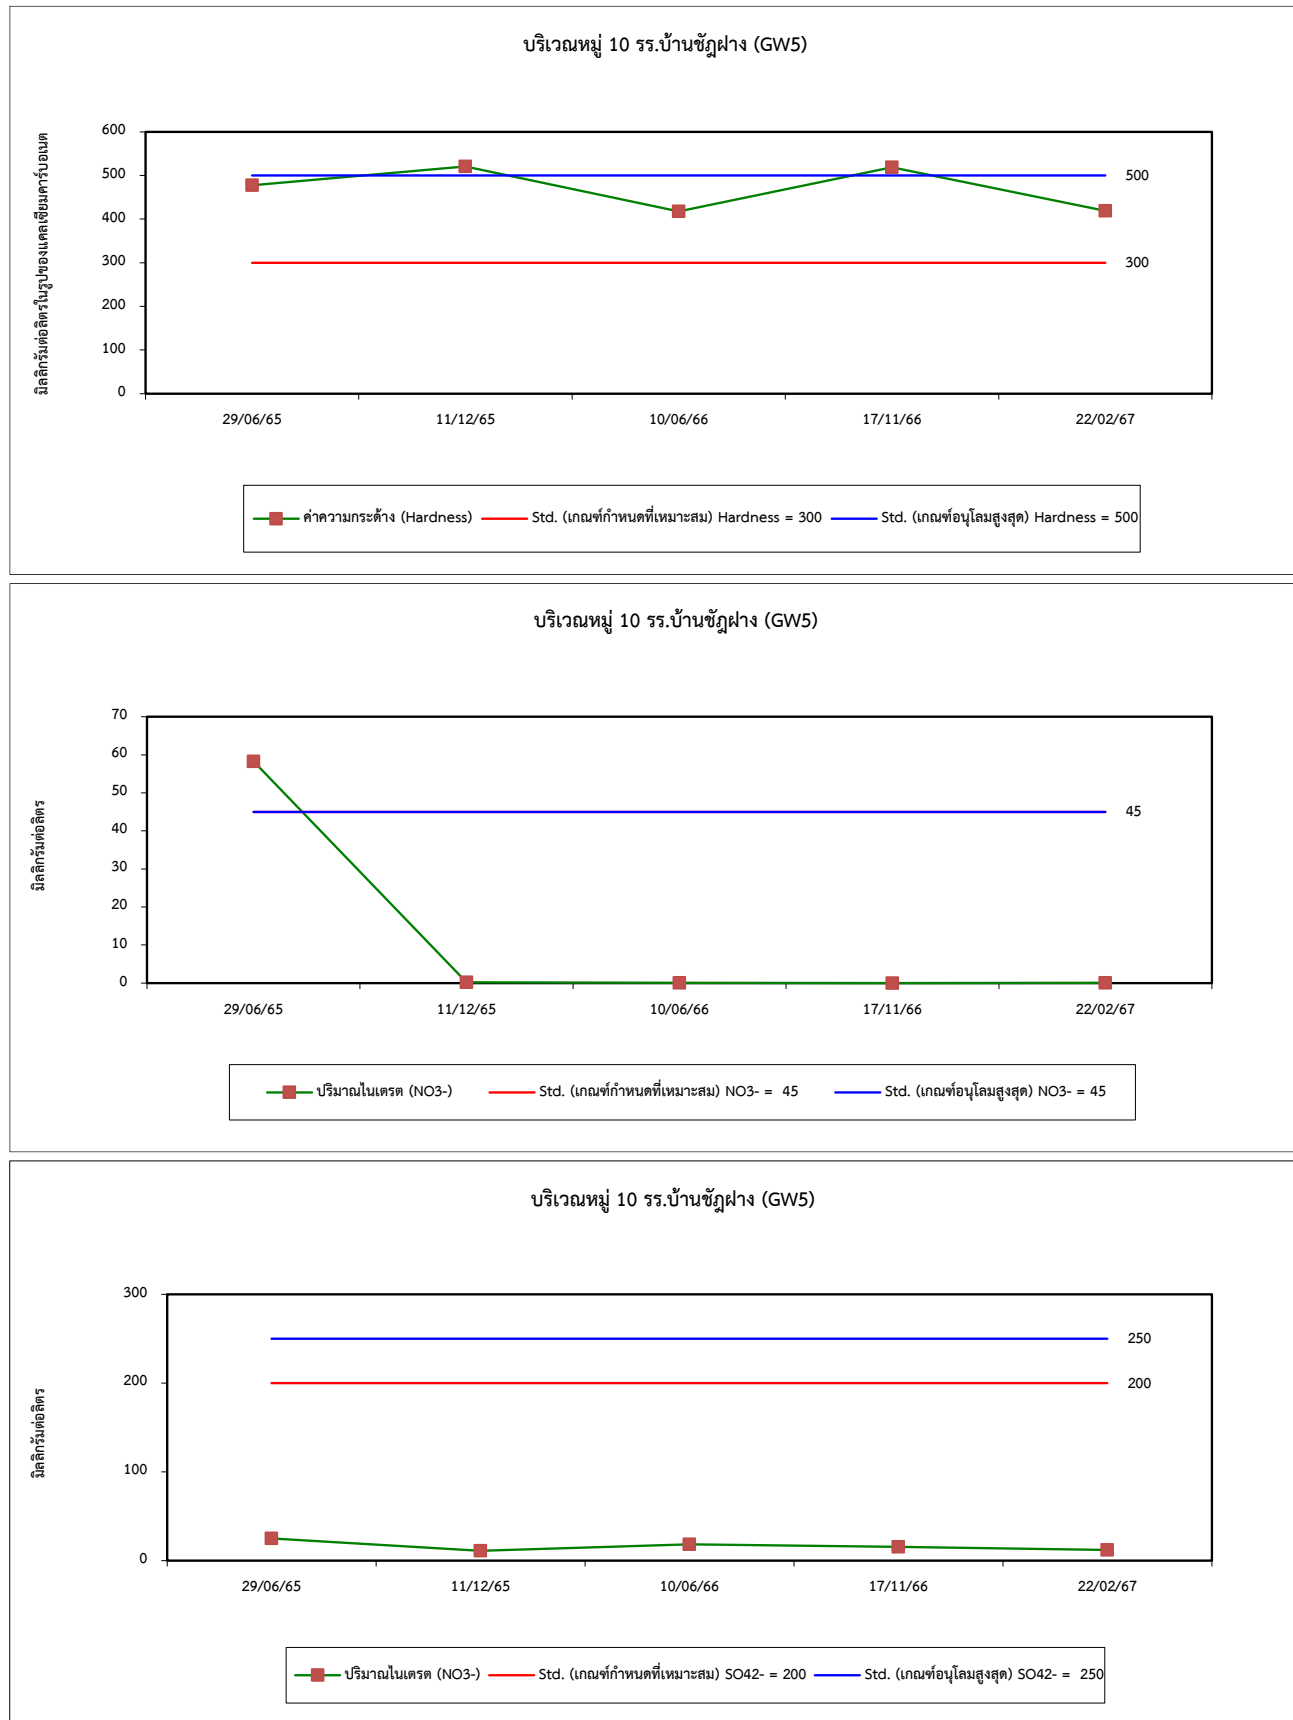 บริเวณหมู่ 10 รร.บ้านชัฎฝาง (GW5)
มิลลิกรัมต่อลิตรในรูปของแคลเซียมคาร์บอเนต
600
500
400
300
200
100
0
500
300
29/06/65 11/12/65 10/06/66 17/11/66 22/02/67
ค่าความกระด้าง (Hardness) Std. (เกณฑ์กำหนดที่เหมาะสม) Hardness = 300 Std. (เกณฑ์อนุโลมสูงสุด) Hardness = 500
บริเวณหมู่ 10 รร.บ้านชัฎฝาง (GW5)
มิลลิกรัมต่อลิตร
70
60
50
40
30
20
10
0
45
29/06/65 11/12/65 10/06/66 17/11/66 22/02/67
ปริมาณไนเตรต (NO3-) Std. (เกณฑ์กำหนดที่เหมาะสม) NO3- = 45 Std. (เกณฑ์อนุโลมสูงสุด) NO3- = 45
บริเวณหมู่ 10 รร.บ้านชัฎฝาง (GW5)
มิลลิกรัมต่อลิตร
300
200
100
0
250
200
29/06/65 11/12/65 10/06/66 17/11/66 22/02/67
ปริมาณไนเตรต (NO3-) Std. (เกณฑ์กำหนดที่เหมาะสม) SO42- = 200 Std. (เกณฑ์อนุโลมสูงสุด) SO42- = 250